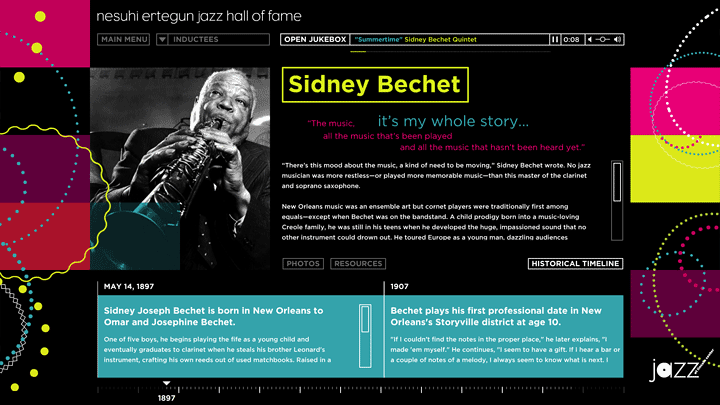 nesuhi ertegun jazz hall of fame
MAIN MENU
INDUCTEES
OPEN JUKEBOX
"Summertime" Sidney Bechet Quintet
0:08
Sidney Bechet
"The music, it's my whole story...
all the music that's been played
and all the music that hasn't been heard yet."
"There's this mood about the music, a kind of need to be moving," Sidney Bechet wrote. No jazz
musician was more restless—or played more memorable music—than this master of the clarinet
and soprano saxophone.
New Orleans music was an ensemble art but cornet players were traditionally first among
equals—except when Bechet was on the bandstand. A child prodigy born into a music-loving
Creole family, he was still in his teens when he developed the huge, impassioned sound that no
other instrument could drown out. He toured Europe as a young man, dazzling audiences
PHOTOS
RESOURCES
HISTORICAL TIMELINE
MAY 14, 1897
Sidney Joseph Bechet is born in New Orleans to
Omar and Josephine Bechet.
One of five boys, he begins playing the fife as a young child and
eventually graduates to clarinet when he steals his brother Leonard's
instrument, crafting his own reeds out of used matchbooks. Raised in a
1907
Bechet plays his first professional date in New
Orleans's Storyville district at age 10.
"If I couldn't find the notes in the proper place," he later explains, "I
made 'em myself." He continues, "I seem to have a gift. If I hear a bar or
a couple of notes of a melody, I always seem to know what is next. I
1897
jazz